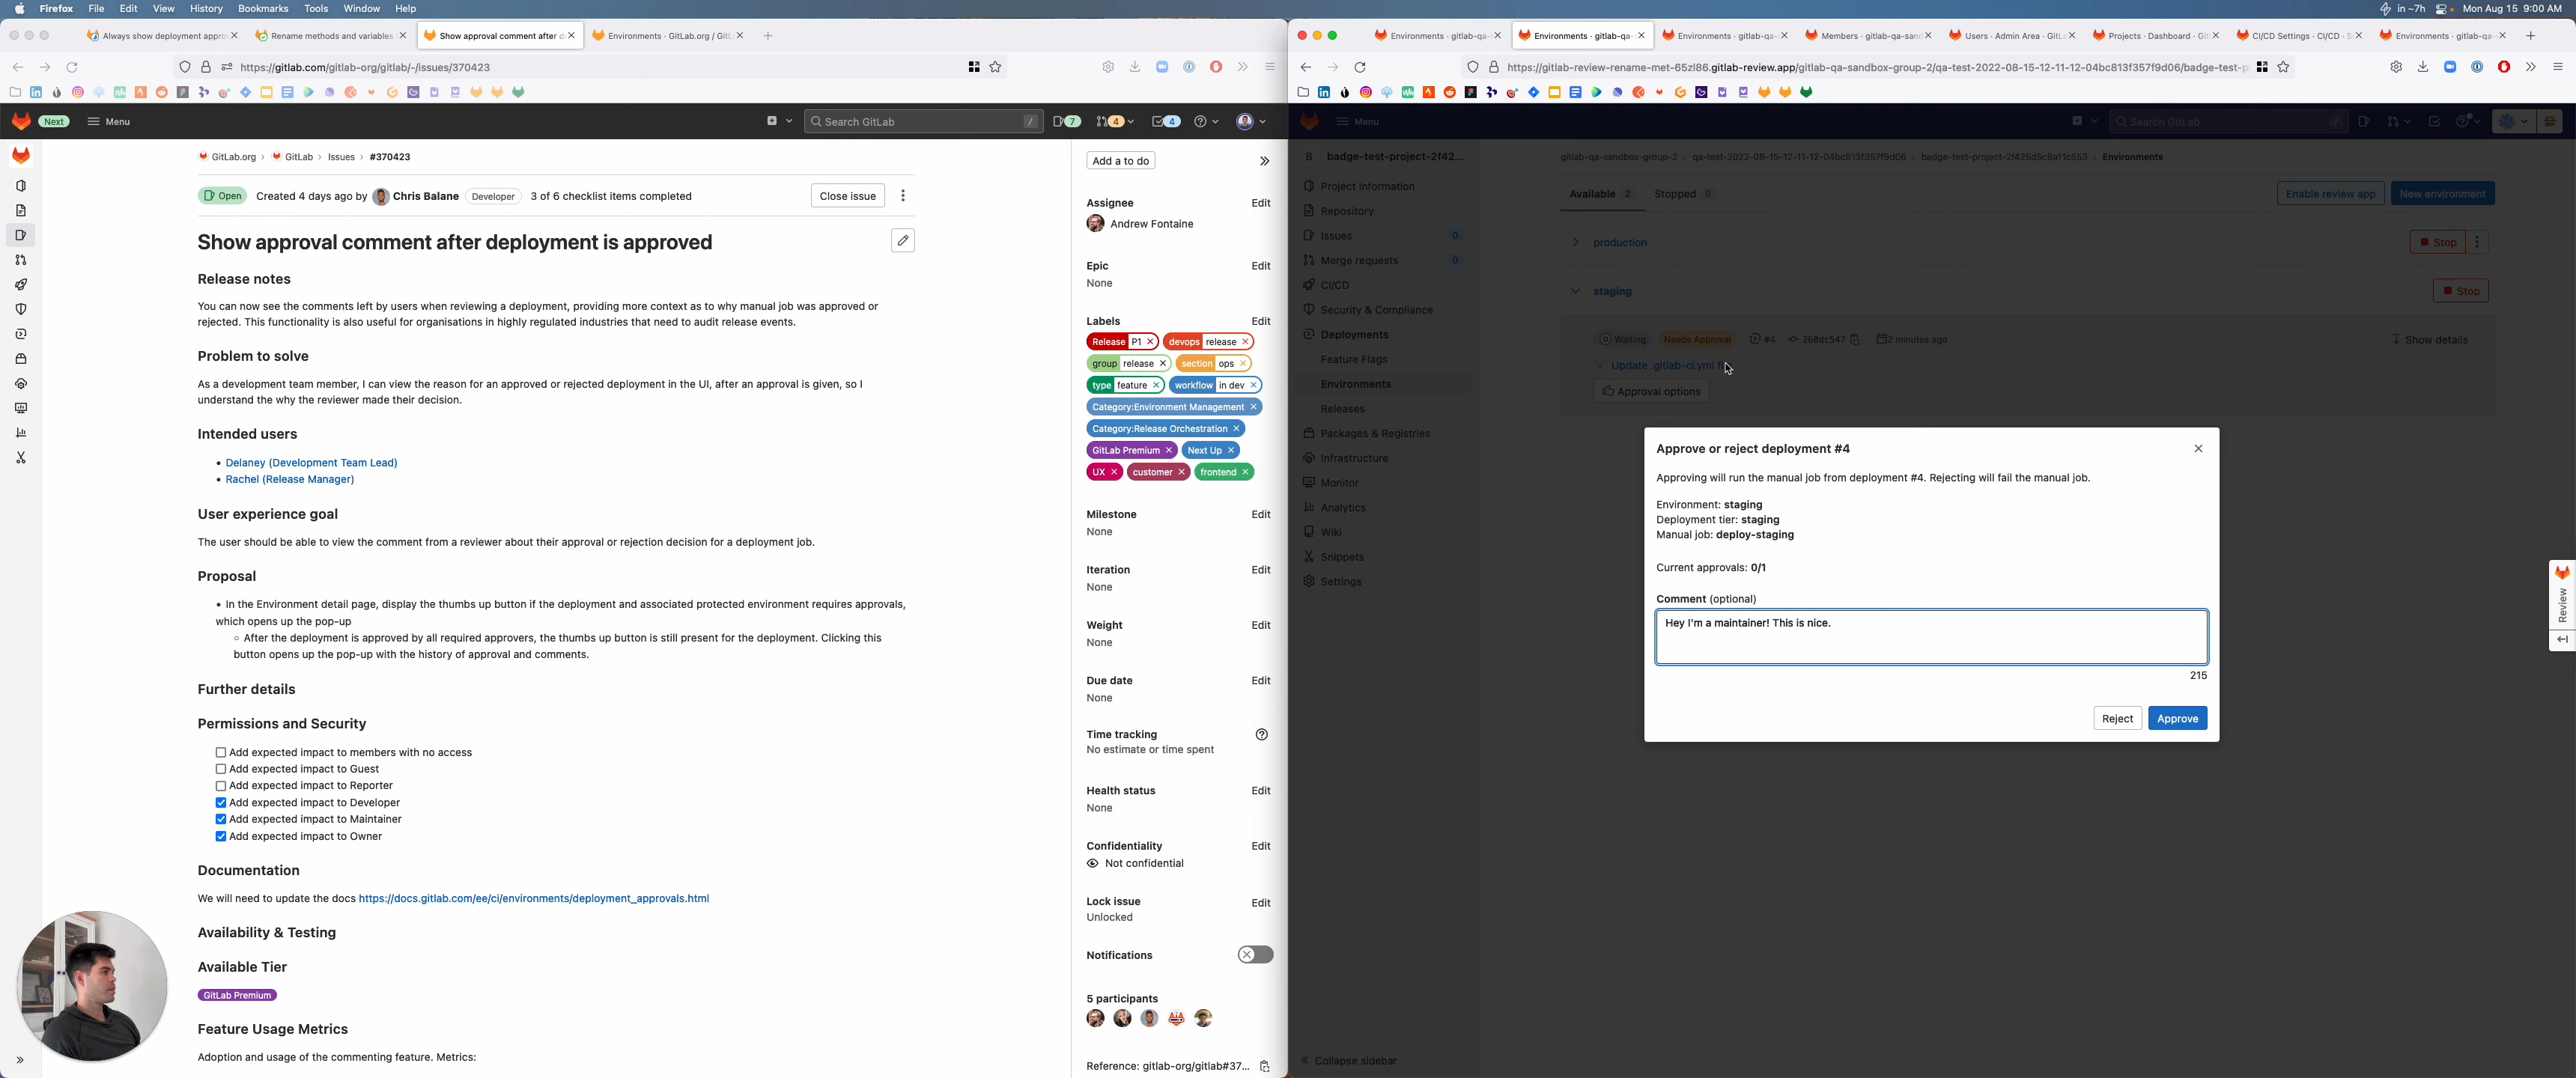 Firefox File Edit View History Bookmarks Tools Window Help
in ~7h Mon Aug 15 9:00 AM
Always show deployment appro
Rename methods and variables
Show approval comment after d
Environments · GitLab.org / GitL
https://gitlab.com/gitlab-org/gitlab/-/issues/370423
Next Menu
Search GitLab /
7 4 4
GitLab.org > GitLab > Issues > #370423
Open Created 4 days ago by Chris Balane Developer 3 of 6 checklist items completed
Close issue
Show approval comment after deployment is approved
Release notes
You can now see the comments left by users when reviewing a deployment, providing more context as to why manual job was approved or
rejected. This functionality is also useful for organisations in highly regulated industries that need to audit release events.
Problem to solve
As a development team member, I can view the reason for an approved or rejected deployment in the UI, after an approval is given, so I
understand the why the reviewer made their decision.
Intended users
• Delaney (Development Team Lead)
• Rachel (Release Manager)
User experience goal
The user should be able to view the comment from a reviewer about their approval or rejection decision for a deployment job.
Proposal
• In the Environment detail page, display the thumbs up button if the deployment and associated protected environment requires approvals,
which opens up the pop-up
○ After the deployment is approved by all required approvers, the thumbs up button is still present for the deployment. Clicking this
button opens up the pop-up with the history of approval and comments.
Further details
Permissions and Security
Add expected impact to members with no access
Add expected impact to Guest
Add expected impact to Reporter
Add expected impact to Developer
Add expected impact to Maintainer
Add expected impact to Owner
Documentation
We will need to update the docs https://docs.gitlab.com/ee/ci/environments/deployment_approvals.html
Availability & Testing
Available Tier
GitLab Premium
Feature Usage Metrics
Adoption and usage of the commenting feature. Metrics:
Add a to do
Assignee Edit
Andrew Fontaine
Epic Edit
None
Labels Edit
Release P1 devops release
group release section ops
type feature workflow in dev
Category:Environment Management
Category:Release Orchestration
GitLab Premium Next Up
UX customer frontend
Milestone Edit
None
Iteration Edit
None
Weight Edit
None
Due date Edit
None
Time tracking
No estimate or time spent
Health status Edit
None
Confidentiality Edit
Not confidential
Lock issue Edit
Unlocked
Notifications
5 participants
Reference: gitlab-org/gitlab#37...
Environments · gitlab-qa-
Environments · gitlab-qa-
Environments · gitlab-qa-
Members · gitlab-qa-sand
Users · Admin Area · GitL
Projects · Dashboard · Git
CI/CD Settings · CI/CD · S
Environments · gitlab-qa-
https://gitlab-review-rename-met-65zl86.gitlab-review.app/gitlab-qa-sandbox-group-2/qa-test-2022-08-15-12-11-12-04bc813f357f9d06/badge-test-p
Menu
Search GitLab /
B badge-test-project-2f42...
Project information
Repository
Issues 0
Merge requests 0
CI/CD
Security & Compliance
Deployments
Feature Flags
Environments
Releases
Packages & Registries
Infrastructure
Monitor
Analytics
Wiki
Snippets
Settings
Collapse sidebar
gitlab-qa-sandbox-group-2 > qa-test-2022-08-15-12-11-12-04bc813f357f9d06 > badge-test-project-2f425d5c8a11c553 > Environments
Available 2 Stopped 0
Enable review app New environment
production Stop
staging Stop
Waiting Needs Approval #4 260dc547 2 minutes ago Show details
Update .gitlab-ci.yml
Approval options
Approve or reject deployment #4
Approving will run the manual job from deployment #4. Rejecting will fail the manual job.
Environment: staging
Deployment tier: staging
Manual job: deploy-staging
Current approvals: 0/1
Comment (optional)
Hey I'm a maintainer! This is nice.
215
Reject Approve
Review